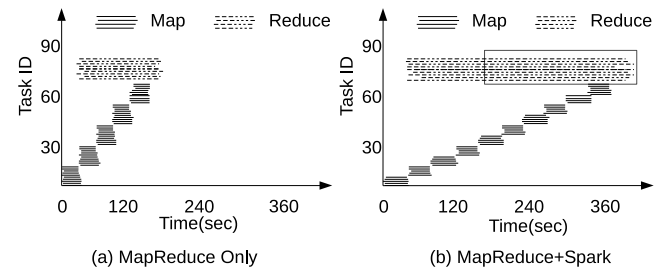 Map Reduce
Task ID
90
60
30
0 120 240 360
Time(sec)
(a) MapReduce Only
Map Reduce
Task ID
90
60
30
0 120 240 360
Time(sec)
(b) MapReduce+Spark